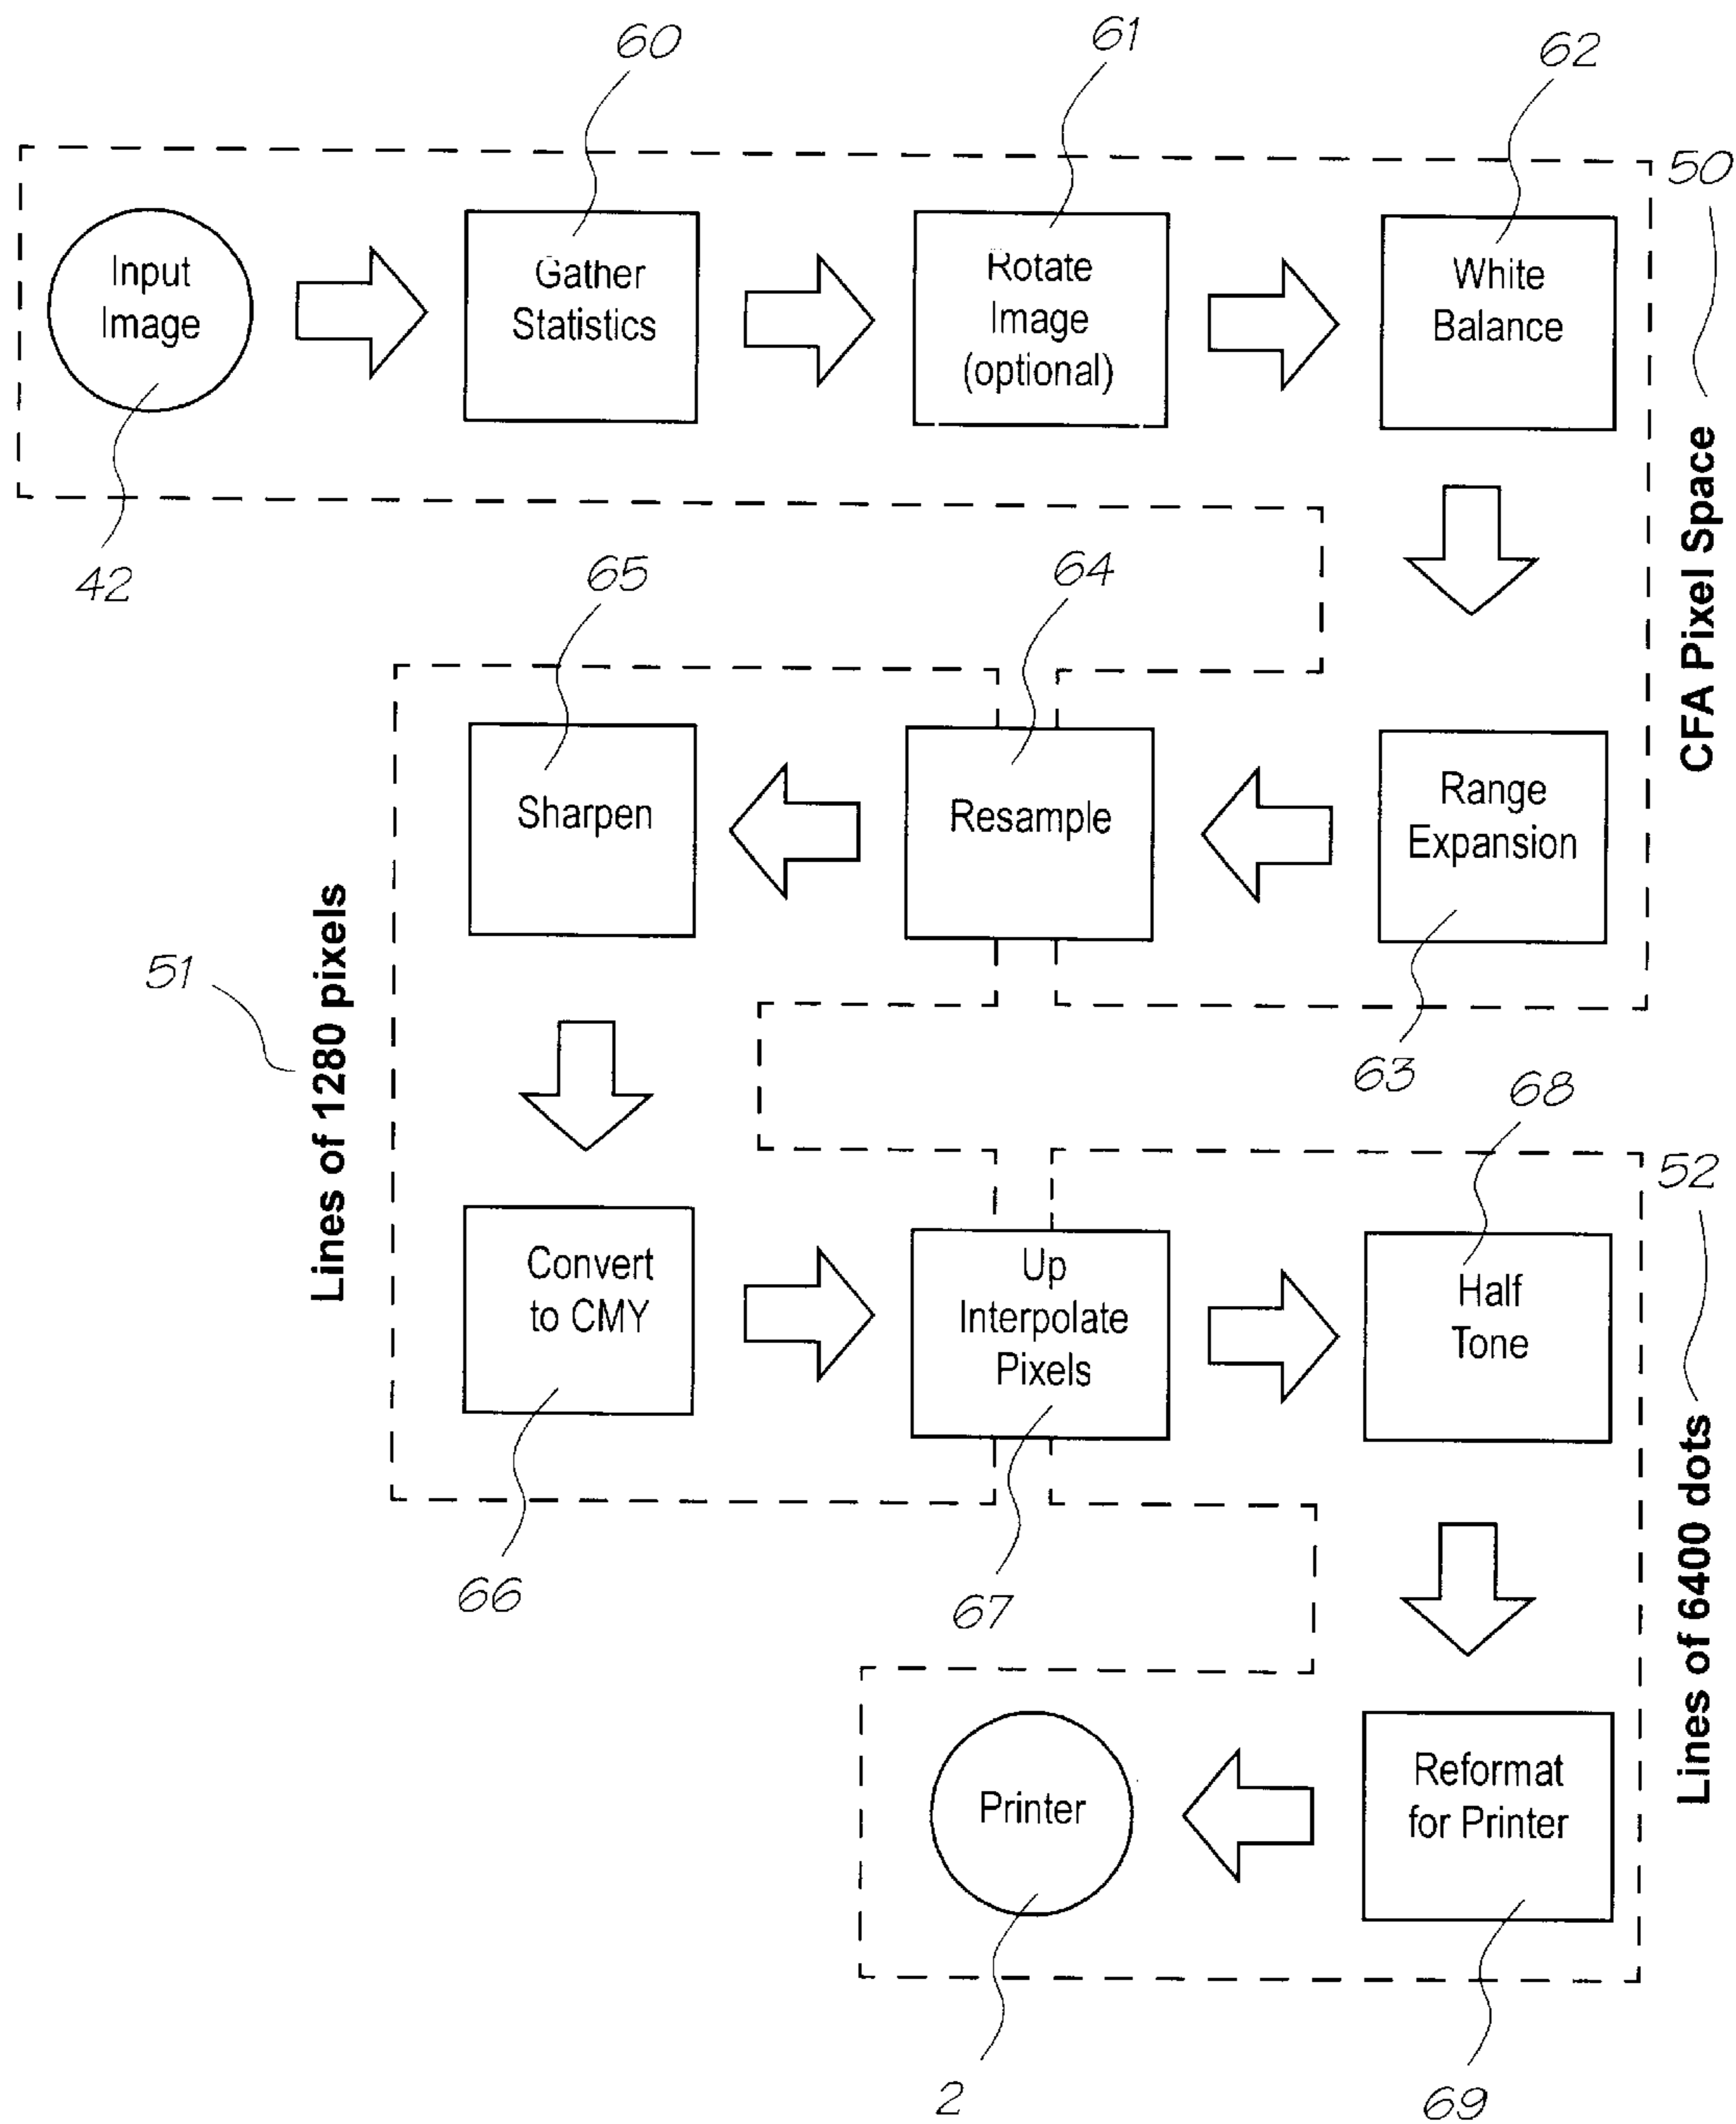 60
61
62
50
Input
Image
Gather
Statistics
Rotate
Image
(optional)
White
Balance
CFA Pixel Space
42
65
64
Sharpen
Resample
Range
Expansion
51
Lines of 1280 pixels
63
68
52
Convert
to CMY
Up
Interpolate
Pixels
Half
Tone
Lines of 6400 dots
66
67
Printer
Reformat
for Printer
2
69